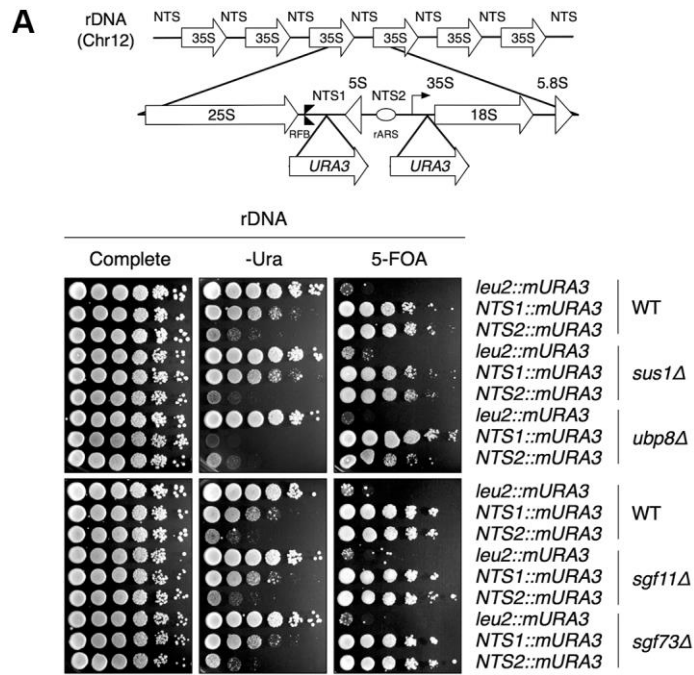 A
rDNA
(Chr12)
NTS NTS NTS NTS NTS NTS NTS
35S 35S 35S 35S 35S 35S
25S RFB NTS1 5S NTS2 rARS 35S 18S 5.8S
URA3 URA3
rDNA
Complete -Ura 5-FOA
leu2::mURA3
NTS1::mURA3 WT
NTS2::mURA3
leu2::mURA3
NTS1::mURA3 sus1Δ
NTS2::mURA3
leu2::mURA3
NTS1::mURA3 ubp8Δ
NTS2::mURA3
leu2::mURA3
NTS1::mURA3 WT
NTS2::mURA3
leu2::mURA3
NTS1::mURA3 sgf11Δ
NTS2::mURA3
leu2::mURA3
NTS1::mURA3 sgf73Δ
NTS2::mURA3